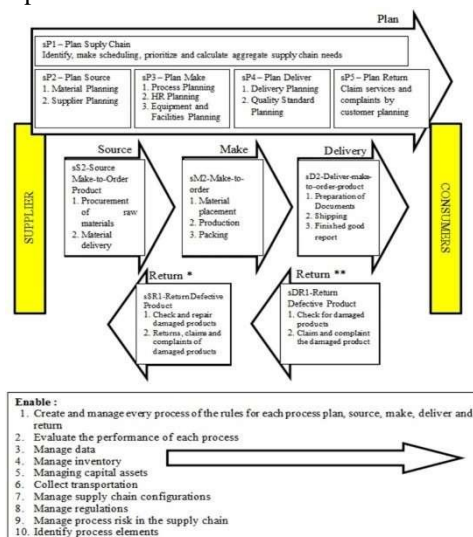 Plan
sP1 – Plan Suply Chain
Identify, make scheduling, prioritize and calculate aggregate supply chain needs
sP2 – Plan Source
1. Material Planning
2. Supplier Planning
sP3 – Plan Make
1. Process Planning
2. HR Planning
3. Equipment and
Facilities Planning
sP4 – Plan Deliver
1. Delivery Planning
2. Quality Standard
Planning
sP5 – Plan Return
Claim services and
complaints by
customer planning
SUPPLIER
Source
sS2-Source
Make-to-Order
Product
1. Procurement
of raw
materials
2. Material
delivery
Make
sM2-Make-to-
order
1. Material
placement
2. Production
3. Packing
Delivery
sD2-Deliver-make-
to-order-product
1. Preparation of
Documents
2. Shipping
3. Finished good
report
CONSUMERS
Return *
sSR1-Return Defective
Product
1. Check and repair
damaged products
2. Returns, claims and
complaints of
damaged products
Return **
sDR1-Return
Defective Product
1. Check for damaged
products
2. Claim and complaint
the damaged product
Enable :
1. Create and manage every process of the rules for each process plan, source, make, deliver and
return
2. Evaluate the performance of each process
3. Manage data
4. Manage inventory
5. Managing capital assets
6. Collect transportation
7. Manage supply chain configurations
8. Manage regulations
9. Manage process risk in the supply chain
10. Identify process elements